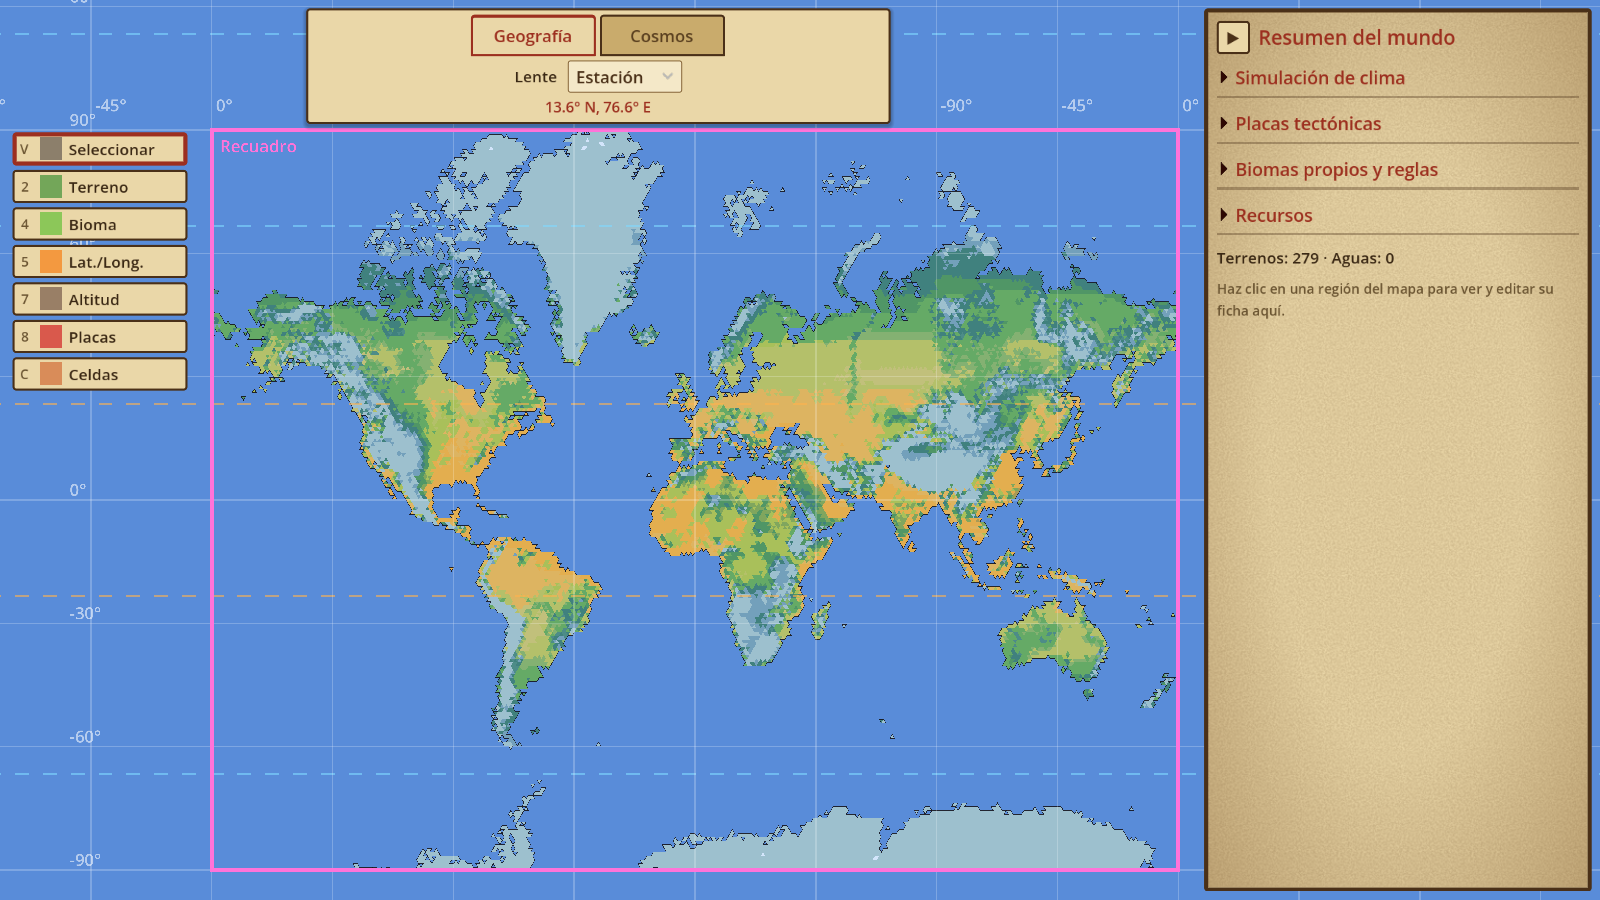 Geografía
Cosmos
Lente
Estación
13.6° N, 76.6° E
-45°
0°
-90°
-45°
0°
90°
V Seleccionar
2 Terreno
4 Bioma
5 Lat./Long.
7 Altitud
8 Placas
C Celdas
0°
-30°
-60°
-90°
Recuadro
Resumen del mundo
Simulación de clima
Placas tectónicas
Biomas propios y reglas
Recursos
Terrenos: 279 · Aguas: 0
Haz clic en una región del mapa para ver y editar su
ficha aquí.